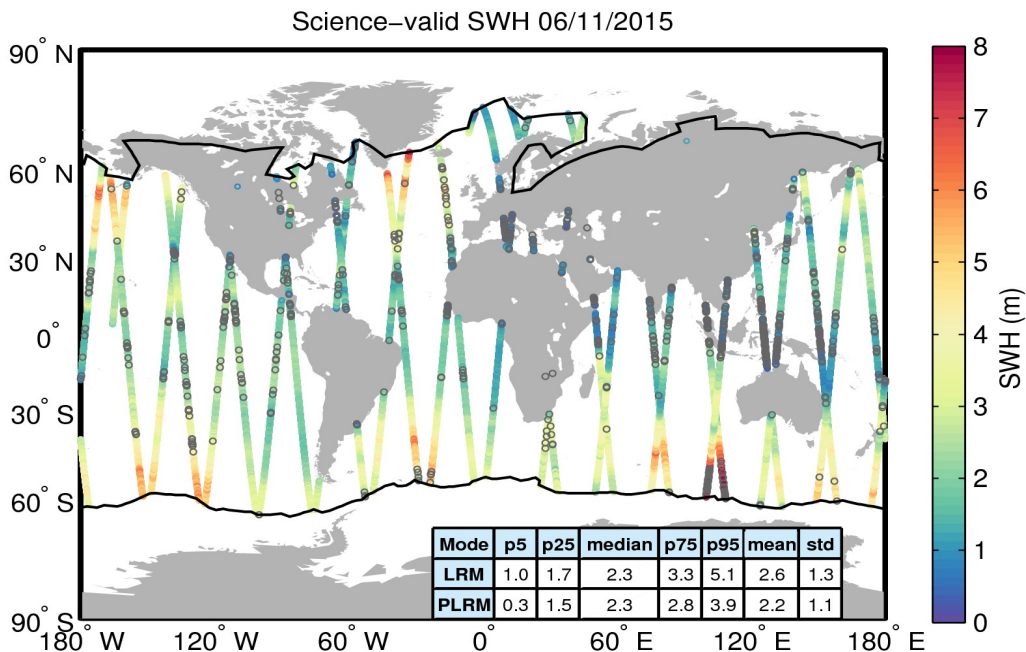 Science−valid SWH 06/11/2015
90° N
60° N
30° N
0°
30° S
60° S
90° S
180° W
120° W
60° W
0°
60° E
120° E
180° E
Mode p5 p25 median p75 p95 mean std
LRM 1.0 1.7 2.3 3.3 5.1 2.6 1.3
PLRM 0.3 1.5 2.3 2.8 3.9 2.2 1.1
8
7
6
5
4
3
2
1
0
SWH (m)